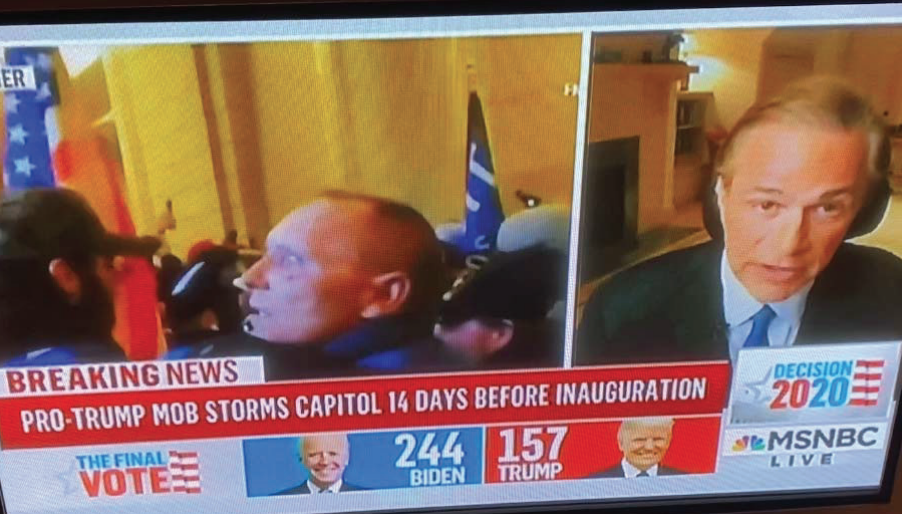 ER
BREAKING NEWS
PRO-TRUMP MOB STORMS CAPITOL 14 DAYS BEFORE INAUGURATION
DECISION
2020
THE FINAL
VOTE
244
BIDEN
157
TRUMP
MSNBC
LIVE